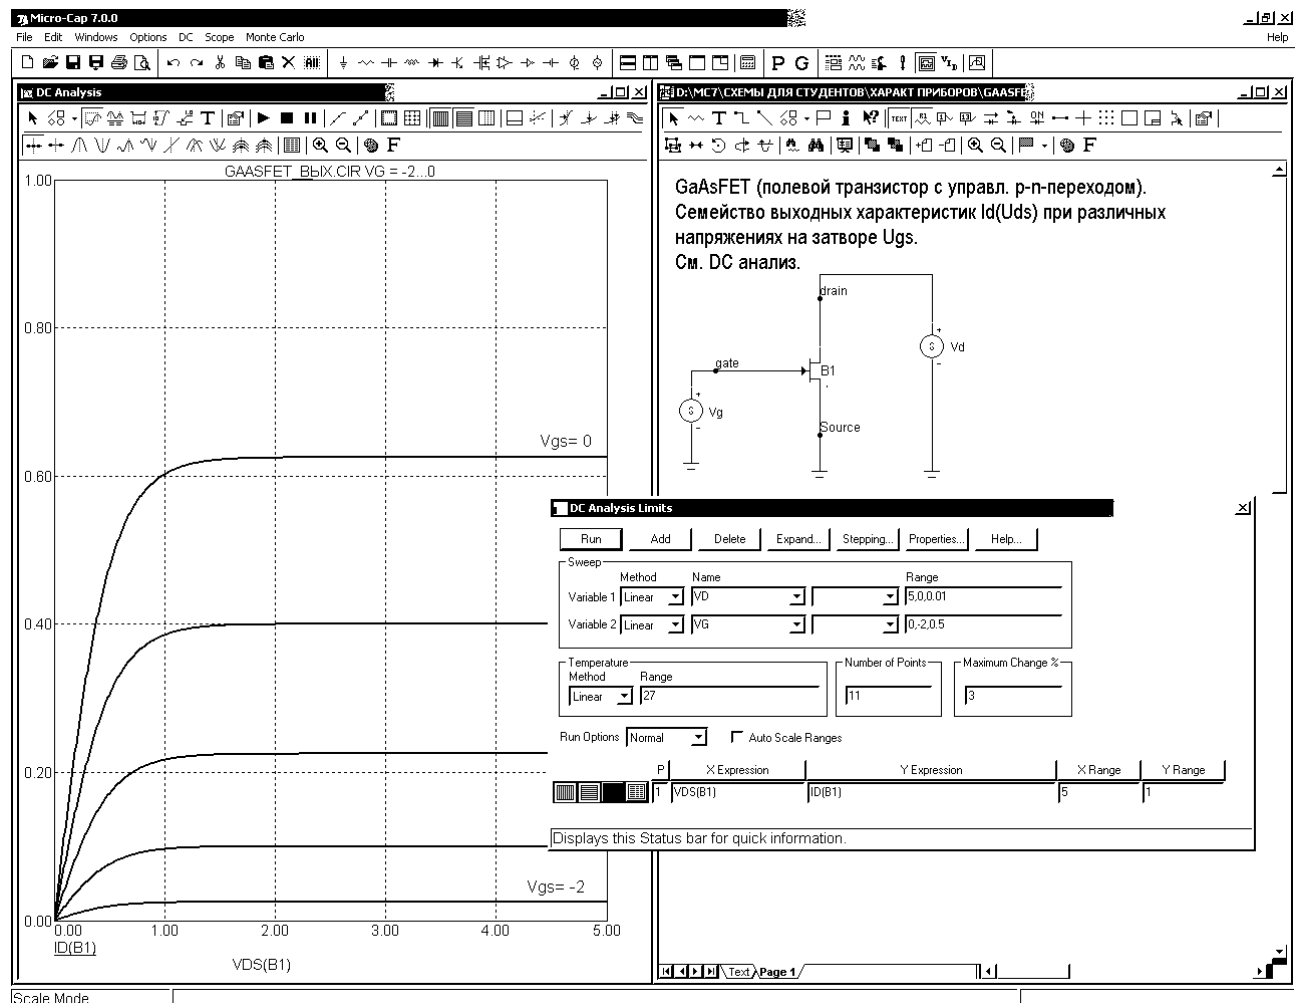 Micro-Cap 7.0.0
File Edit Windows Options DC Scope Monte Carlo
Help
P G
DC Analysis
T
F
GAASFET_ВЫХ.CIR VG = -2...0
1.00
0.80
0.60
0.40
0.20
0.00
Vgs= 0
Vgs= -2
0.00 1.00 2.00 3.00 4.00 5.00
ID(B1)
VDS(B1)
D:\MC7\СХЕМЫ ДЛЯ СТУДЕНТОВ\ХАРАКТ ПРИБОРОВ\GAASFE
T TEXT
F
GaAsFET (полевой транзистор с управл. p-n-переходом).
Семейство выходных характеристик Id(Uds) при различных
напряжениях на затворе Ugs.
См. DC анализ.
drain
Vd
gate
B1
Vg
Source
DC Analysis Limits
Run Add Delete Expand... Stepping... Properties... Help...
Sweep
Method Name Range
Variable 1 Linear VD 5,0,0.01
Variable 2 Linear VG 0,-2,0.5
Temperature Number of Points Maximum Change %
Method Range
Linear 27 11 3
Run Options Normal Auto Scale Ranges
P X Expression Y Expression X Range Y Range
1 VDS(B1) ID(B1) 5 1
Displays this Status bar for quick information.
Text Page 1
Scale Mode